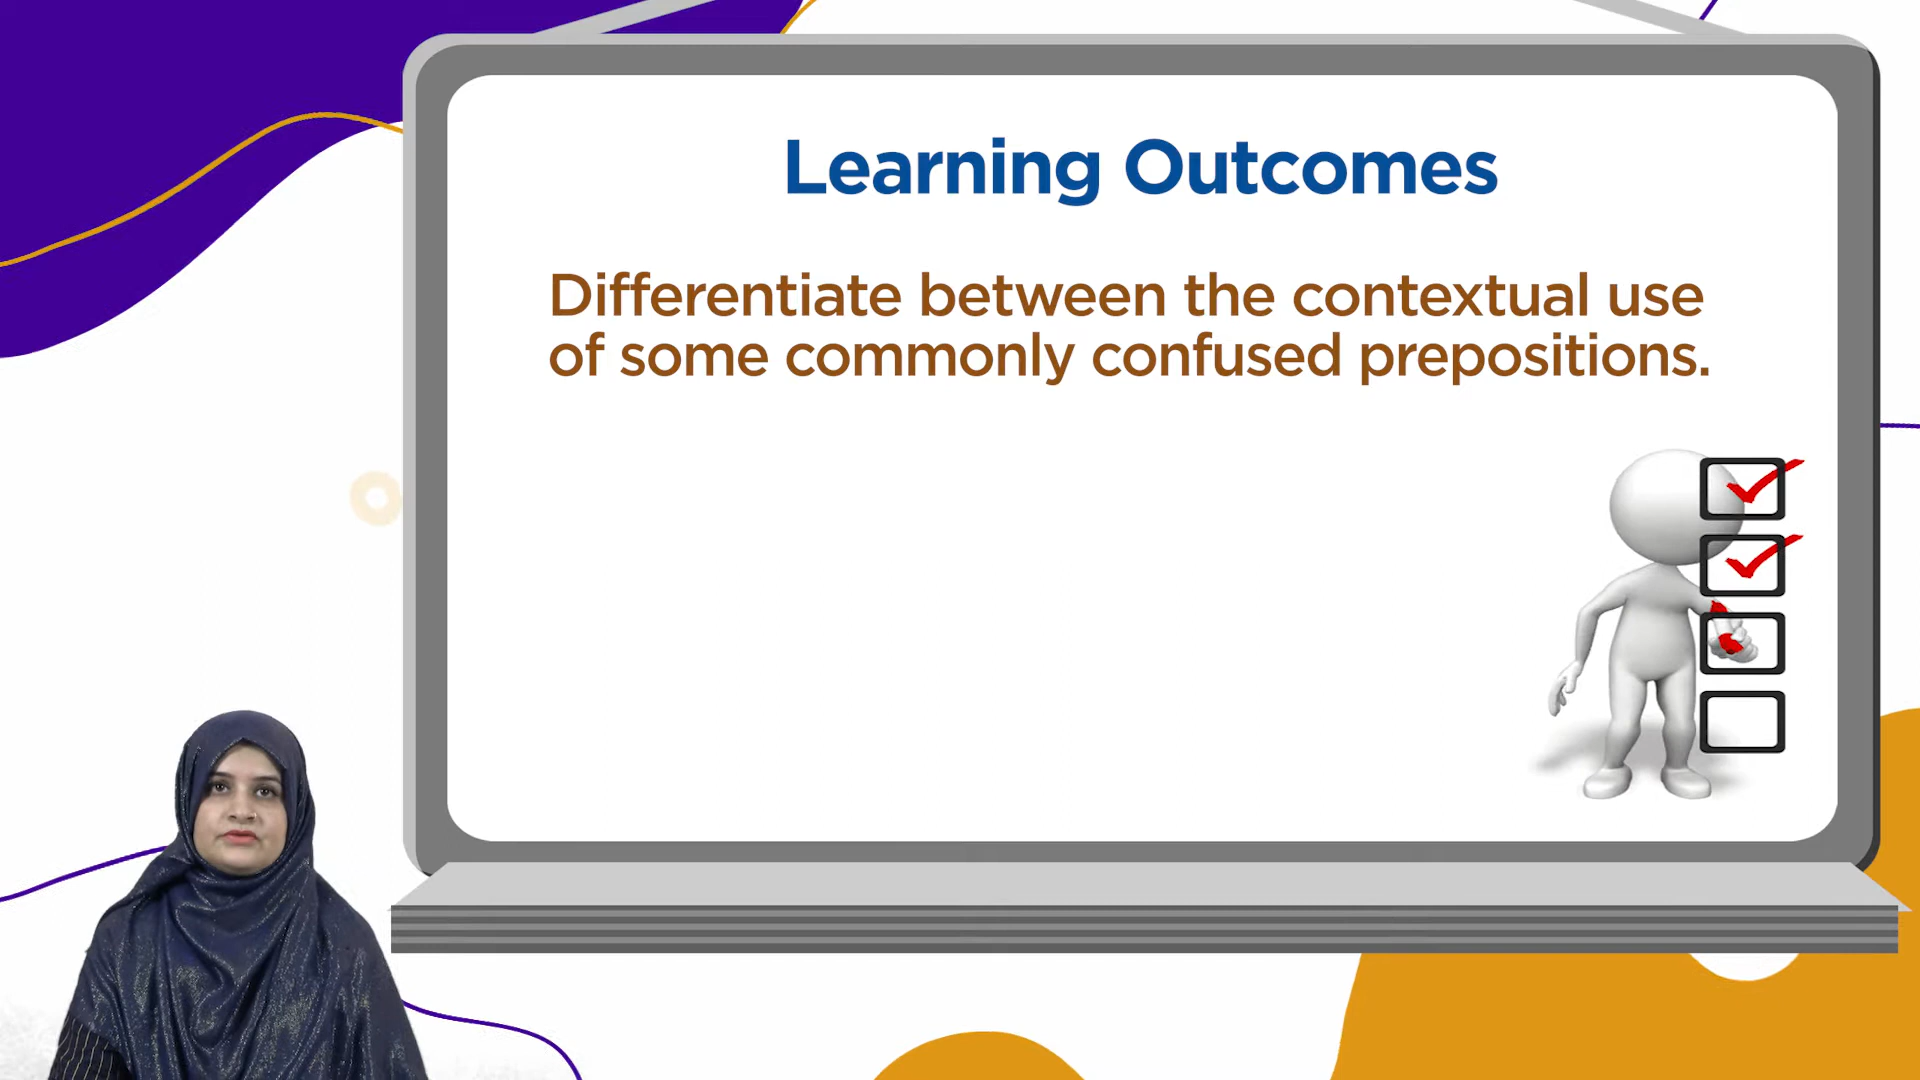 Learning Outcomes
Differentiate between the contextual use
of some commonly confused prepositions.